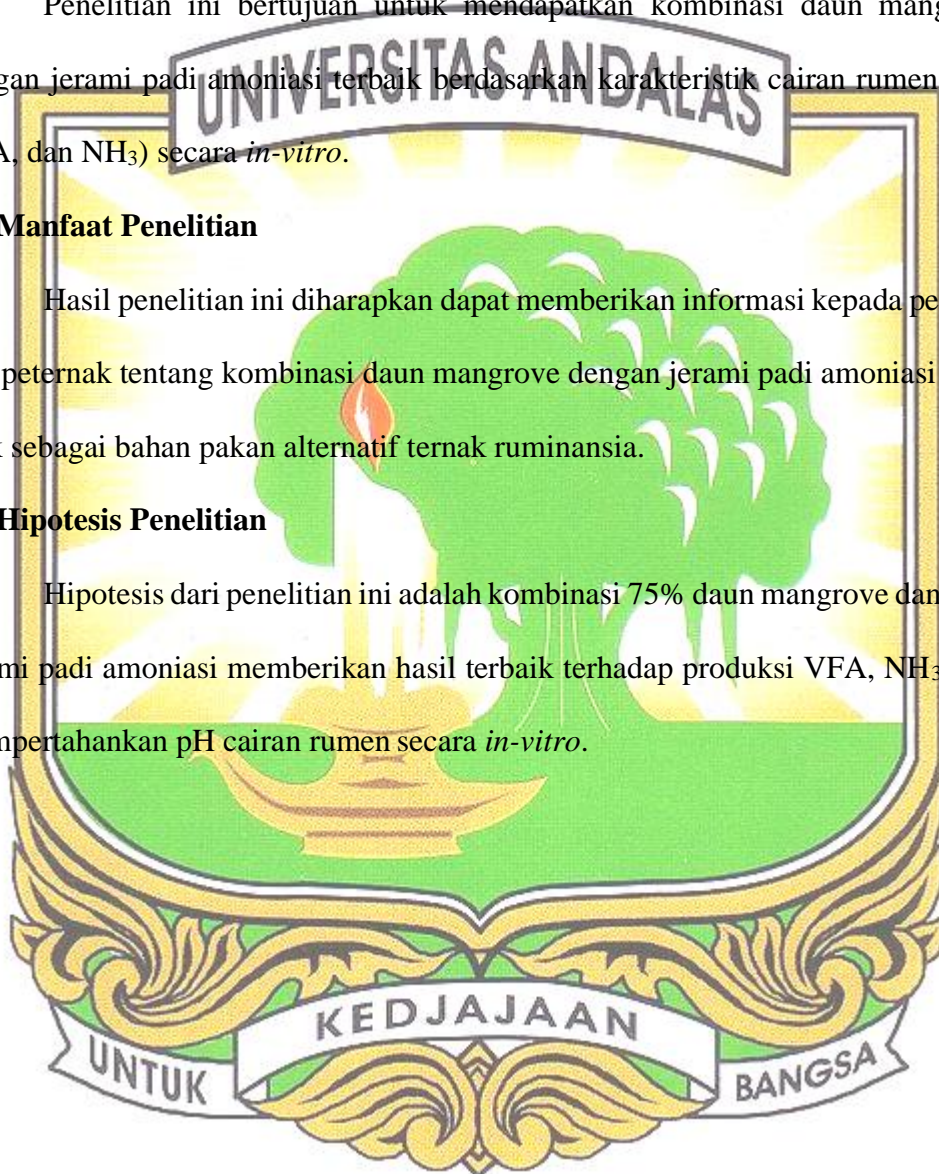 Penelitian ini bertujuan untuk mendapatkan kombinasi daun mang
gan jerami padi amoniasi terbaik berdasarkan karakteristik cairan rumen
A, dan NH₃) secara in-vitro.
Manfaat Penelitian
Hasil penelitian ini diharapkan dapat memberikan informasi kepada pe
peternak tentang kombinasi daun mangrove dengan jerami padi amoniasi
k sebagai bahan pakan alternatif ternak ruminansia.
Hipotesis Penelitian
Hipotesis dari penelitian ini adalah kombinasi 75% daun mangrove dan
mi padi amoniasi memberikan hasil terbaik terhadap produksi VFA, NH₃
mpertahankan pH cairan rumen secara in-vitro.
UNIVERSITAS ANDALAS
KEDJAJAAN
UNTUK BANGSA